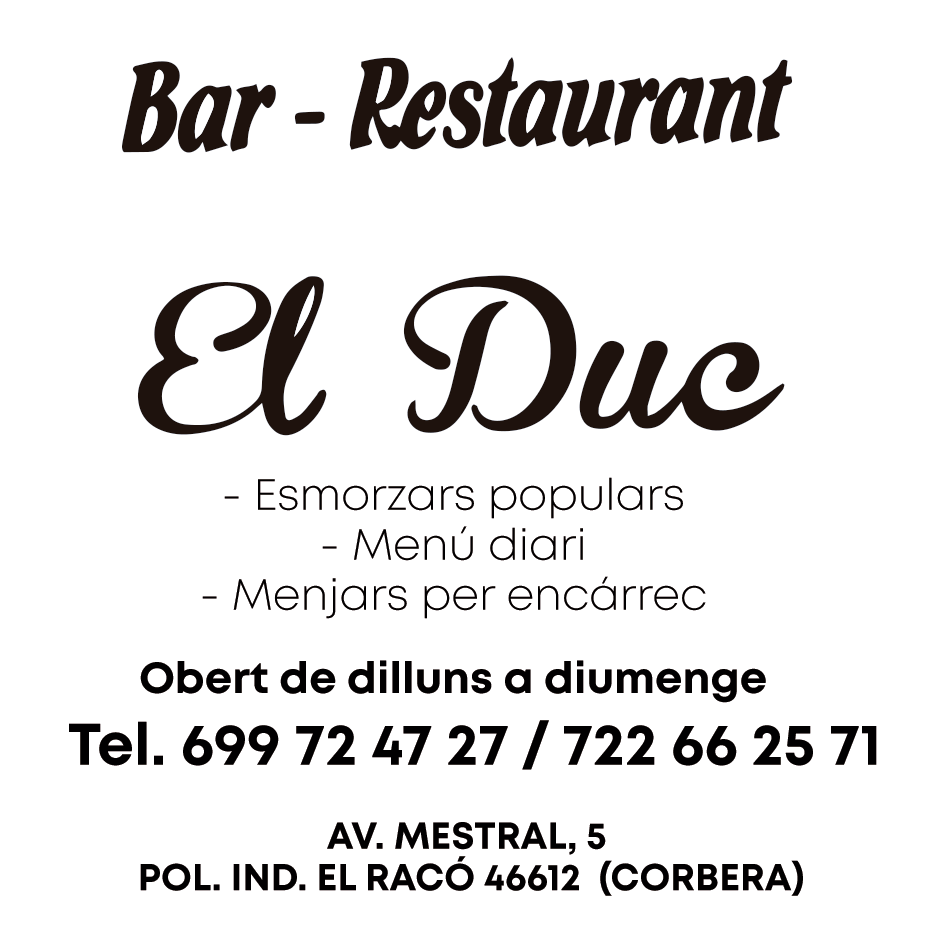 Bar - Restaurant
El Duc
- Esmorzars populars
- Menú diari
- Menjars per encárrec
Obert de dilluns a diumenge
Tel. 699 72 47 27 / 722 66 25 71
AV. MESTRAL, 5
POL. IND. EL RACÓ 46612 (CORBERA)